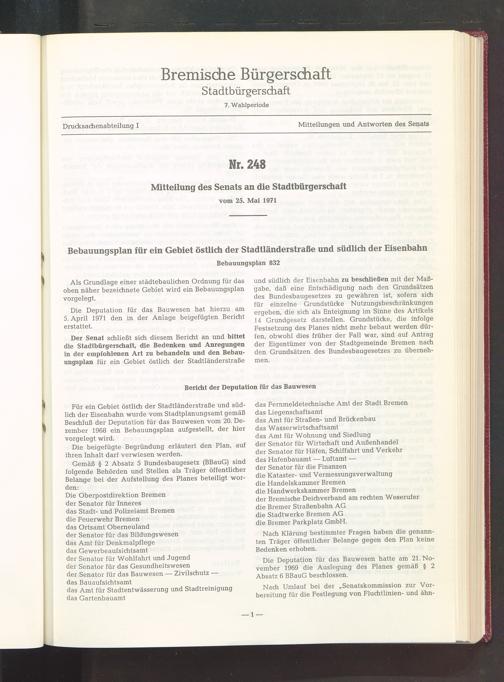 Bremische Bürgerschaft
Stadtbürgerschaft
7. Wahlperiode
Drucksachenabteilung I
Mitteilungen und Antworten des Senats
Nr. 248
Mitteilung des Senats an die Stadtbürgerschaft
vom 25. Mai 1971
Bebauungsplan für ein Gebiet östlich der Stadtländerstraße und südlich der Eisenbahn
Bebauungsplan 832
Als Grundlage einer städtebaulichen Ordnung für das
oben näher bezeichnete Gebiet wird ein Bebauungsplan
vorgelegt.
Die Deputation für das Bauwesen hat hierzu am
5. April 1971 den in der Anlage beigefügten Bericht
erstattet.
Der Senat schließt sich diesem Bericht an und bittet
die Stadtbürgerschaft, die Bedenken und Anregungen
in der empfohlenen Art zu behandeln und den Bebau-
ungsplan für ein Gebiet östlich der Stadtländerstraße
und südlich der Eisenbahn zu beschließen mit der Maß-
gabe, daß eine Entschädigung nach den Grundsätzen
des Bundesbaugesetzes zu gewähren ist, sofern sich
für einzelne Grundstücke Nutzungsbeschränkungen
ergeben, die sich als Enteignung im Sinne des Artikels
14 Grundgesetz darstellen. Grundstücke, die infolge
Festsetzung des Planes nicht mehr bebaut werden dür-
fen, obwohl dies früher der Fall war, sind auf Antrag
der Eigentümer von der Stadtgemeinde Bremen nach
den Grundsätzen des Bundesbaugesetzes zu überneh-
men.
Bericht der Deputation für das Bauwesen
Für ein Gebiet östlich der Stadtländerstraße und süd-
lich der Eisenbahn wurde vom Stadtplanungsamt gemäß
Beschluß der Deputation für das Bauwesen vom 20. De-
zember 1968 ein Bebauungsplan aufgestellt, der hier
vorgelegt wird.
Die beigefügte Begründung erläutert den Plan, auf
ihren Inhalt darf verwiesen werden.
Gemäß § 2 Absatz 5 Bundesbaugesetz (BBauG) sind
folgende Behörden und Stellen als Träger öffentlicher
Belange bei der Aufstellung des Planes beteiligt wor-
den:
Die Oberpostdirektion Bremen
der Senator für Inneres
das Stadt- und Polizeiamt Bremen
die Feuerwehr Bremen
das Ortsamt Oberneuland
der Senator für das Bildungswesen
das Amt für Denkmalpflege
das Gewerbeaufsichtsamt
der Senator für Wohlfahrt und Jugend
der Senator für das Gesundheitswesen
der Senator für das Bauwesen — Zivilschutz —
das Bauaufsichtsamt
das Amt für Stadtentwässerung und Stadtreinigung
das Gartenbauamt
das Fernmeldetechnische Amt der Stadt Bremen
das Liegenschaftsamt
das Amt für Straßen- und Brückenbau
das Wasserwirtschaftsamt
das Amt für Wohnung und Siedlung
der Senator für Wirtschaft und Außenhandel
der Senator für Häfen, Schiffahrt und Verkehr
das Hafenbauamt — Luftamt —
der Senator für die Finanzen
die Kataster- und Vermessungsverwaltung
die Handelskammer Bremen
die Handwerkskammer Bremen
der Bremische Deichverband am rechten Weserufer
die Bremer Straßenbahn AG
die Stadtwerke Bremen AG
die Bremer Parkplatz GmbH.
Nach Klärung bestimmter Fragen haben die genann-
ten Träger öffentlicher Belange gegen den Plan keine
Bedenken erhoben.
Die Deputation für das Bauwesen hatte am 21. No-
vember 1969 die Auslegung des Planes gemäß § 2
Absatz 6 BBauG beschlossen.
Nach Umlauf bei der „Senatskommission zur Vor-
bereitung für die Festlegung von Fluchtlinien- und ähn-
— 1 —